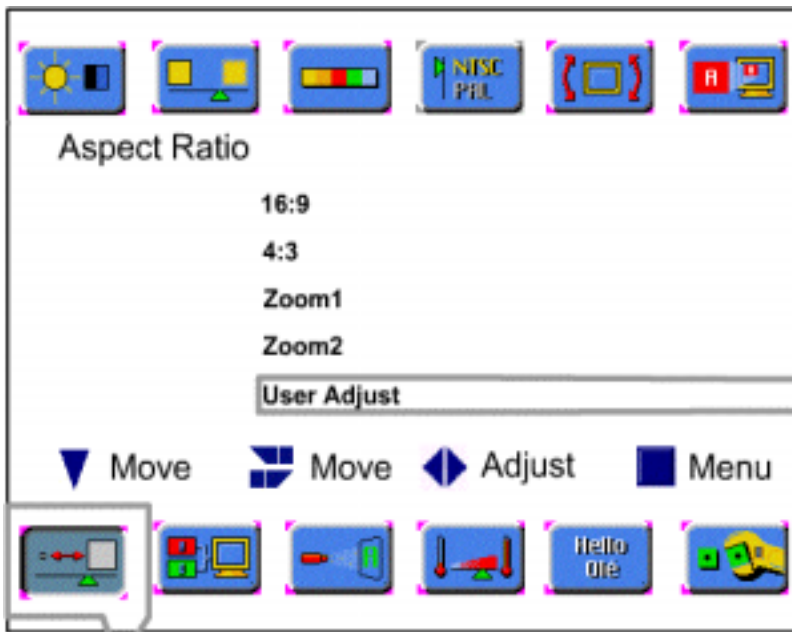 NTSC
PAL
A
Aspect Ratio
16:9
4:3
Zoom1
Zoom2
User Adjust
Move Move Adjust Menu
Hello
Olé